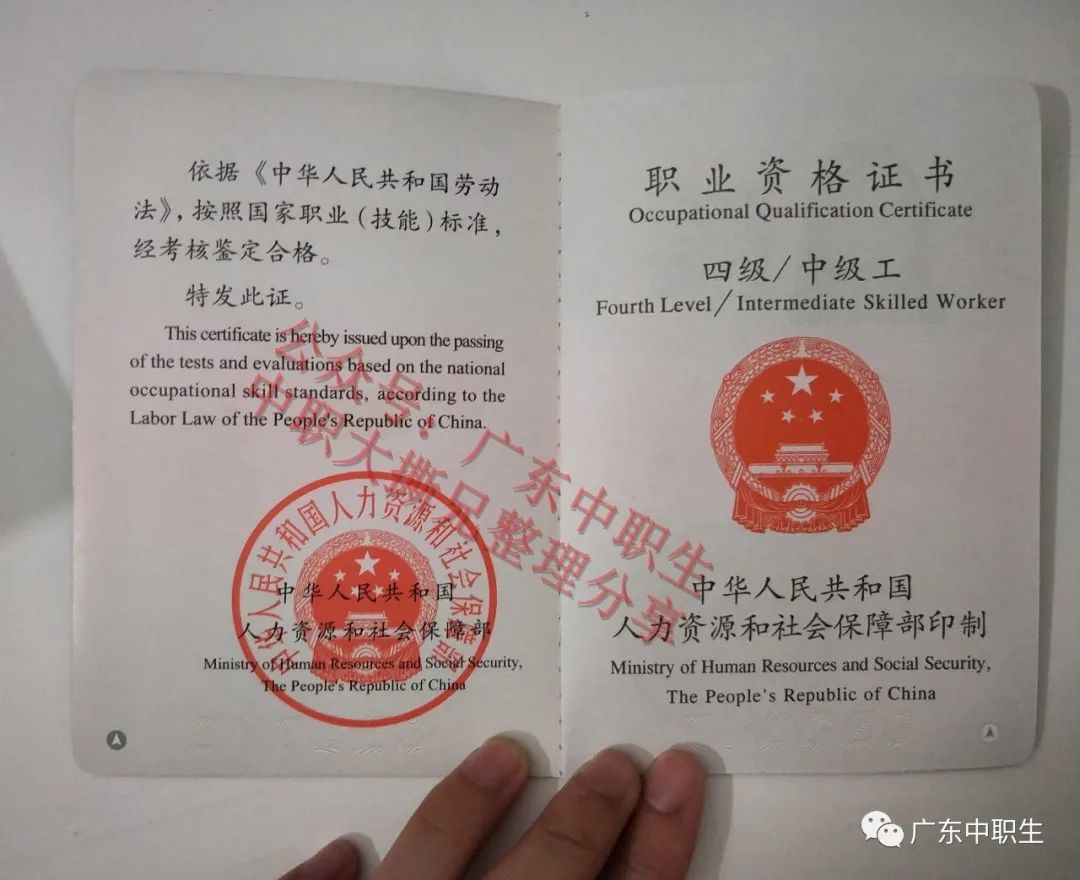 依据《中华人民共和国劳动
法》，按照国家职业（技能）标准，
经考核鉴定合格。
特发此证。
This certificate is hereby issued upon the passing
of the tests and evaluations based on the national
occupational skill standards, according to the
Labor Law of the People's Republic of China.
中华人民共和国人力资源和社会保障部
中华人民共和国
人力资源和社会保障部
Ministry of Human Resources and Social Security,
The People's Republic of China
职业资格证书
Occupational Qualification Certificate
四级/中级工
Fourth Level/Intermediate Skilled Worker
中华人民共和国
人力资源和社会保障部印制
Ministry of Human Resources and Social Security,
The People's Republic of China
公众号：广东中职生
中职大撕兄整理分享
广东中职生